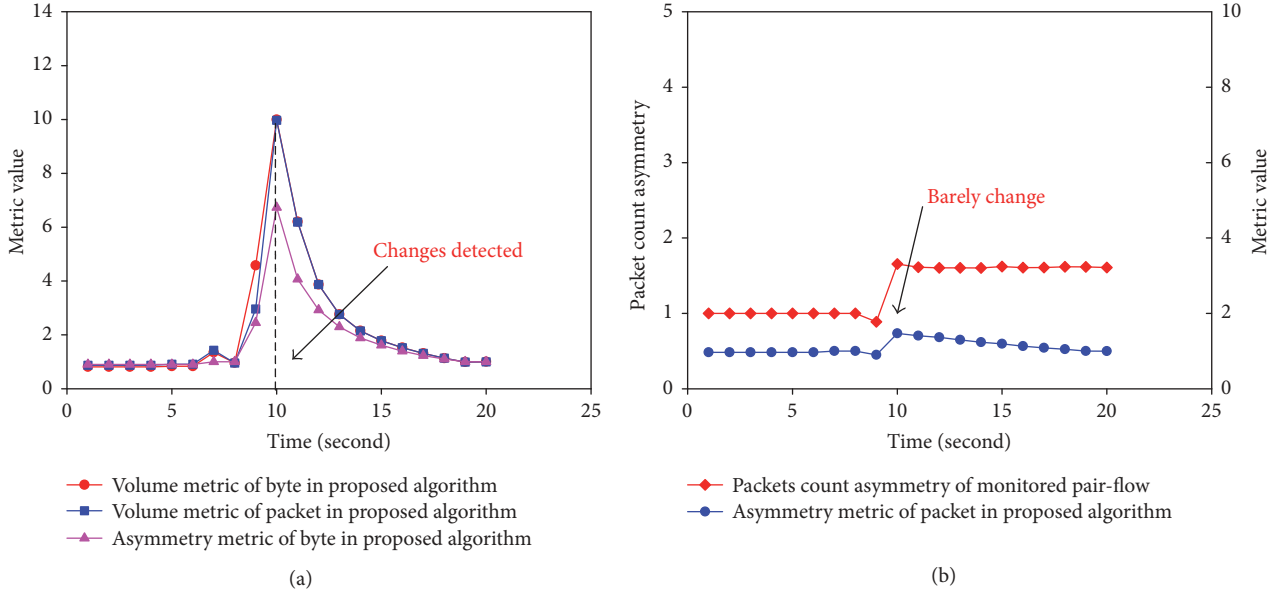 14
12
10
8
6
4
2
0
Metric value
Changes detected
0
5
10
15
20
25
Time (second)
Volume metric of byte in proposed algorithm
Volume metric of packet in proposed algorithm
Asymmetry metric of byte in proposed algorithm
(a)
5
4
3
2
1
0
Packet count asymmetry
Barely change
10
8
6
4
2
0
Metric value
0
5
10
15
20
25
Time (second)
Packets count asymmetry of monitored pair-flow
Asymmetry metric of packet in proposed algorithm
(b)